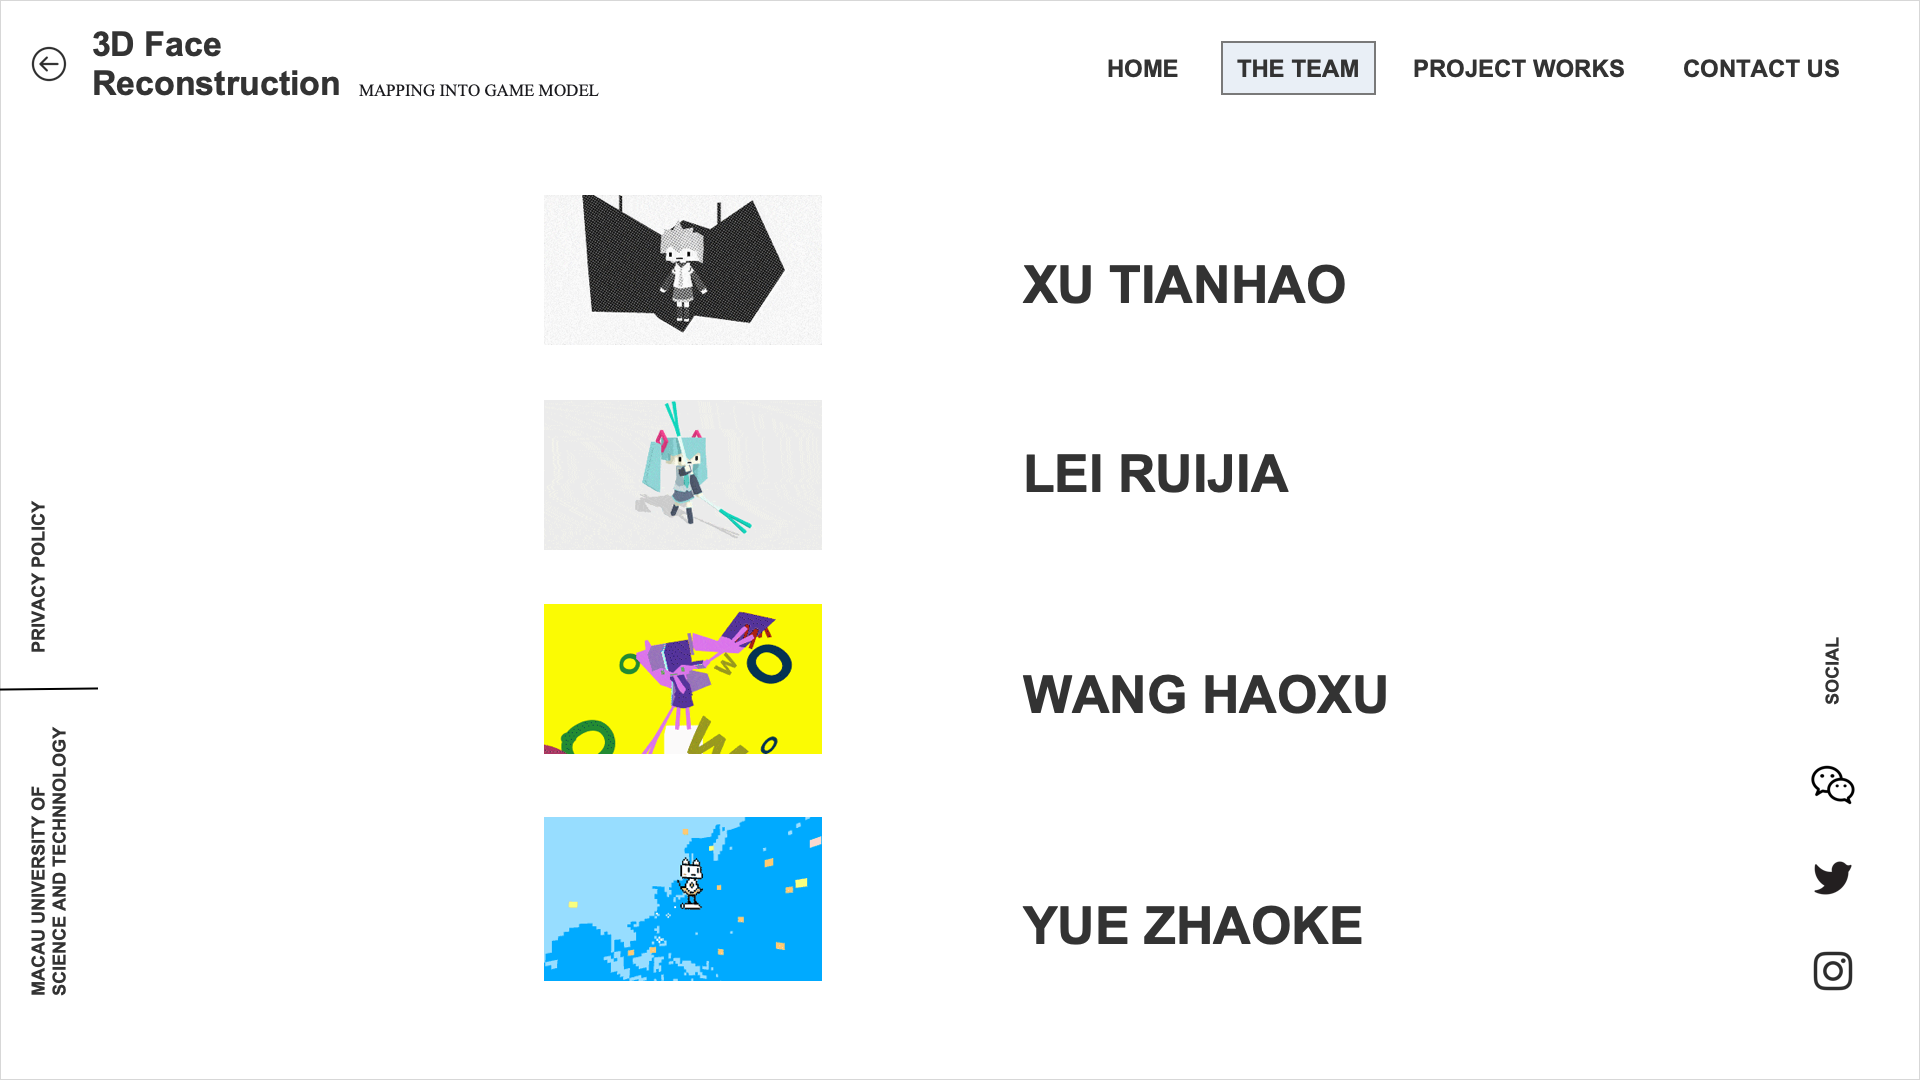 3D Face
Reconstruction
MAPPING INTO GAME MODEL
HOME
THE TEAM
PROJECT WORKS
CONTACT US
XU TIANHAO
LEI RUIJIA
WANG HAOXU
YUE ZHAOKE
PRIVACY POLICY
MACAU UNIVERSITY OF
SCIENCE AND TECHNNOLOGY
SOCIAL
O
W
O
O
W
O